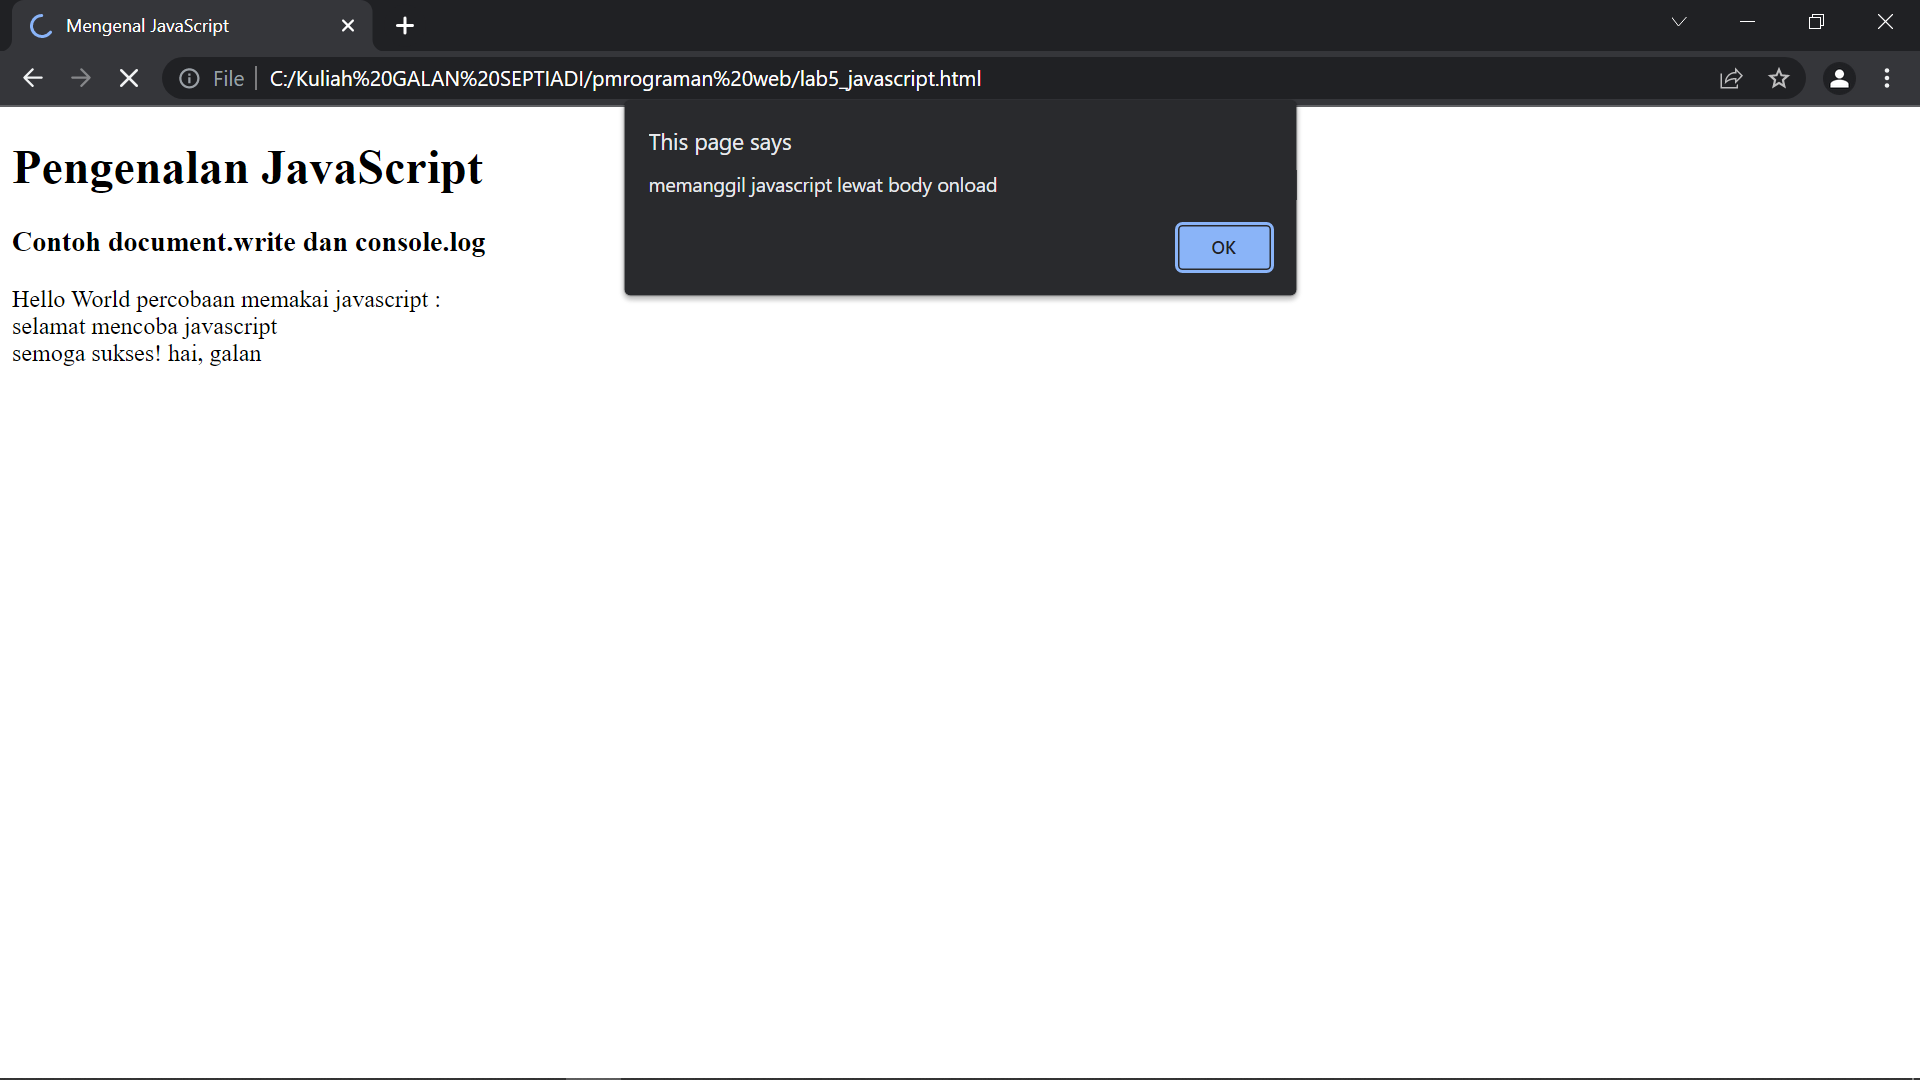 Mengenal JavaScript
File C:/Kuliah%20GALAN%20SEPTIADI/pmrograman%20web/lab5_javascript.html
This page says
memanggil javascript lewat body onload
OK
Pengenalan JavaScript
Contoh document.write dan console.log
Hello World percobaan memakai javascript :
selamat mencoba javascript
semoga sukses! hai, galan